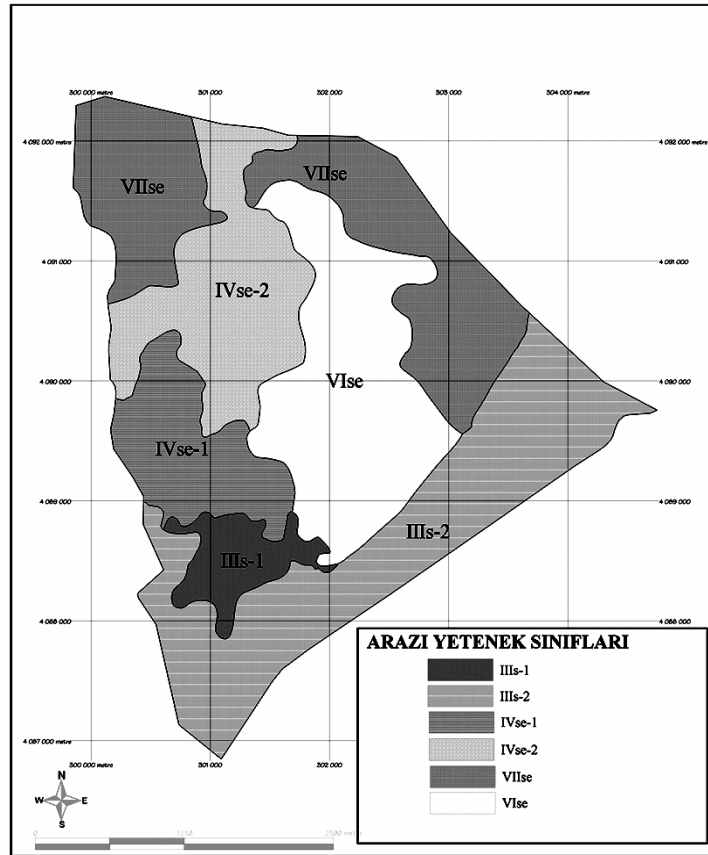 300 000 metre 301 000 302 000 303 000 304 000
4 092 000 metre 4 092 000
VIIse VIIse
4 091 000 4 091 000
IVse-2
4 090 000 VIse 4 090 000
IVse-1
4 089 000 4 089 000
IIIs-2
IIIs-1
4 088 000 4 088 000
ARAZI YETENEK SINIFLARI
IIIs-1
IIIs-2
IVse-1
IVse-2
VIIse
VIse
4 087 000 metre
300 000 metre 301 000 302 000
N
W E
S
0 1250 2500 metre